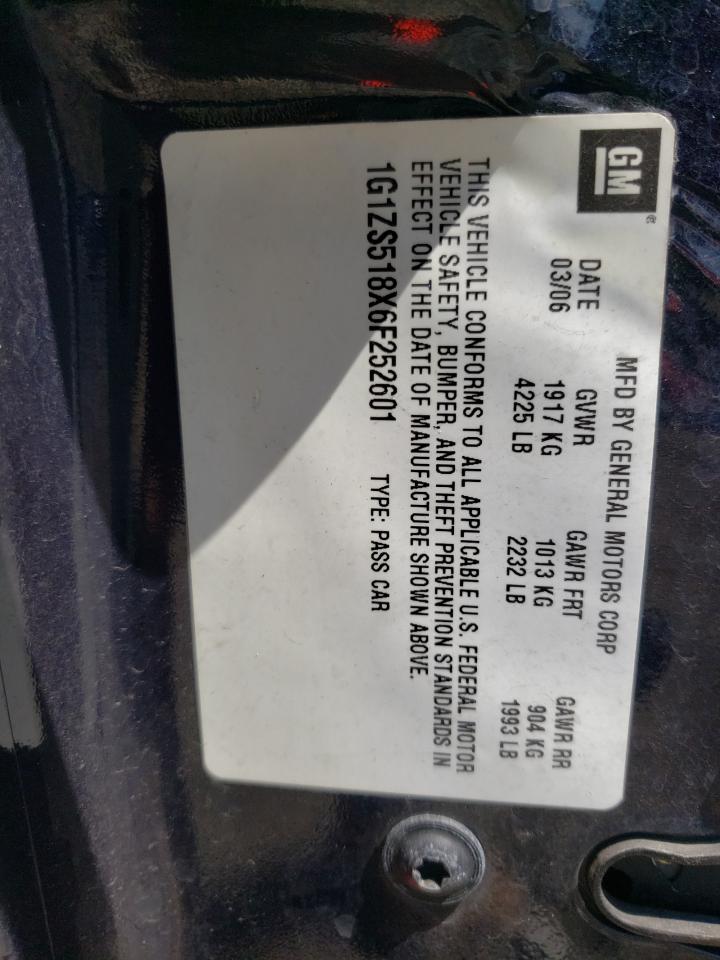 GM®
MFD BY GENERAL MOTORS CORP
DATE GVWR GAWR FRT GAWR RR
03/06 1917 KG 1013 KG 904 KG
4225 LB 2232 LB 1993 LB
THIS VEHICLE CONFORMS TO ALL APPLICABLE U.S. FEDERAL MOTOR
VEHICLE SAFETY, BUMPER, AND THEFT PREVENTION STANDARDS IN
EFFECT ON THE DATE OF MANUFACTURE SHOWN ABOVE.
1G1ZS518X6F252601 TYPE: PASS CAR